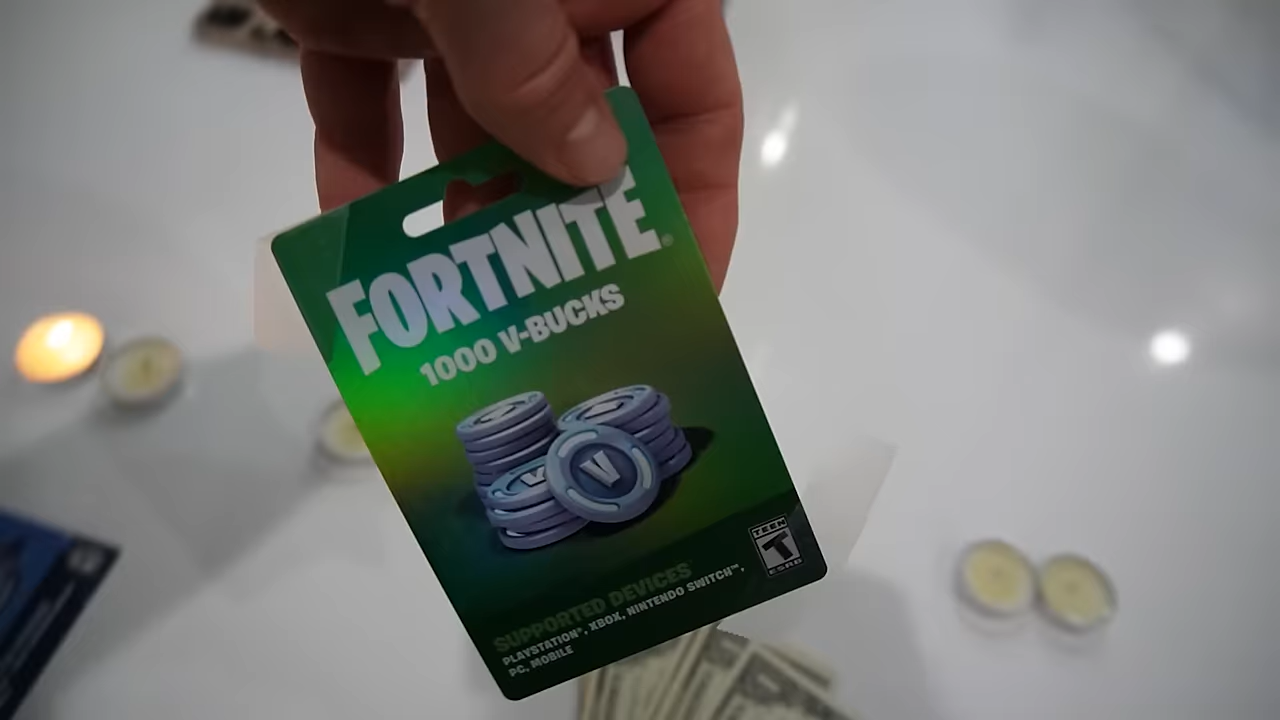 FORTNITE®
1000 V-BUCKS
V
V
TEEN
T
ESRB
SUPPORTED DEVICES
PLAYSTATION®, XBOX, NINTENDO SWITCH™,
PC, MOBILE